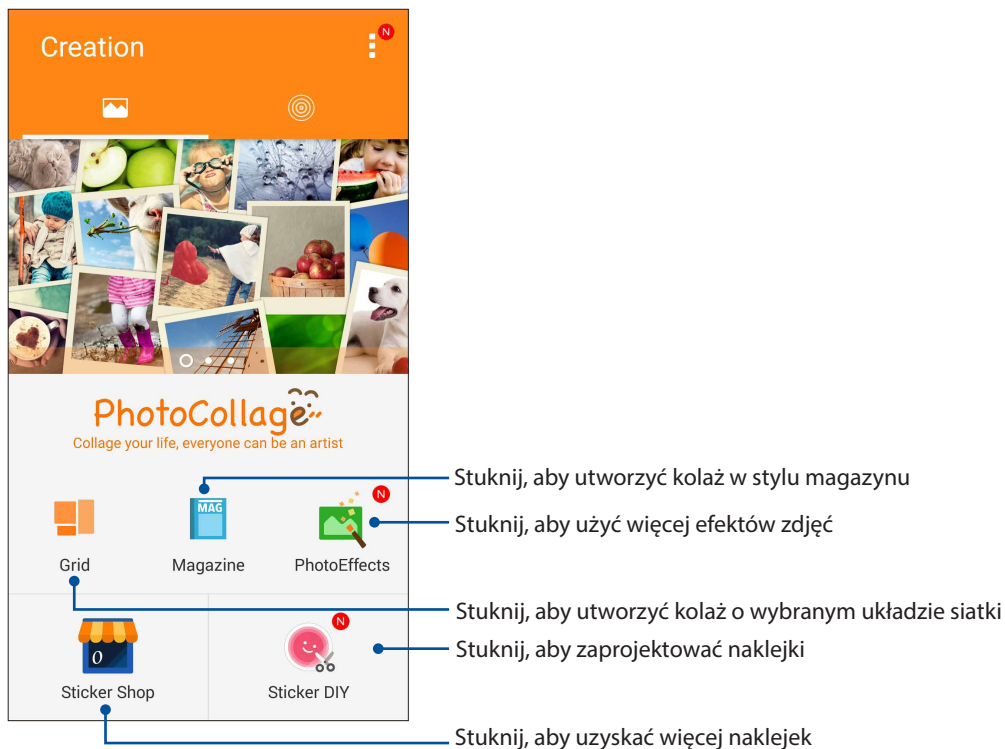 Creation
N
PhotoCollage
Collage your life, everyone can be an artist
MAG
N
Grid
Magazine
PhotoEffects
0
N
Sticker Shop
Sticker DIY
Stuknij, aby utworzyć kolaż w stylu magazynu
Stuknij, aby użyć więcej efektów zdjęć
Stuknij, aby utworzyć kolaż o wybranym układzie siatki
Stuknij, aby zaprojektować naklejki
Stuknij, aby uzyskać więcej naklejek